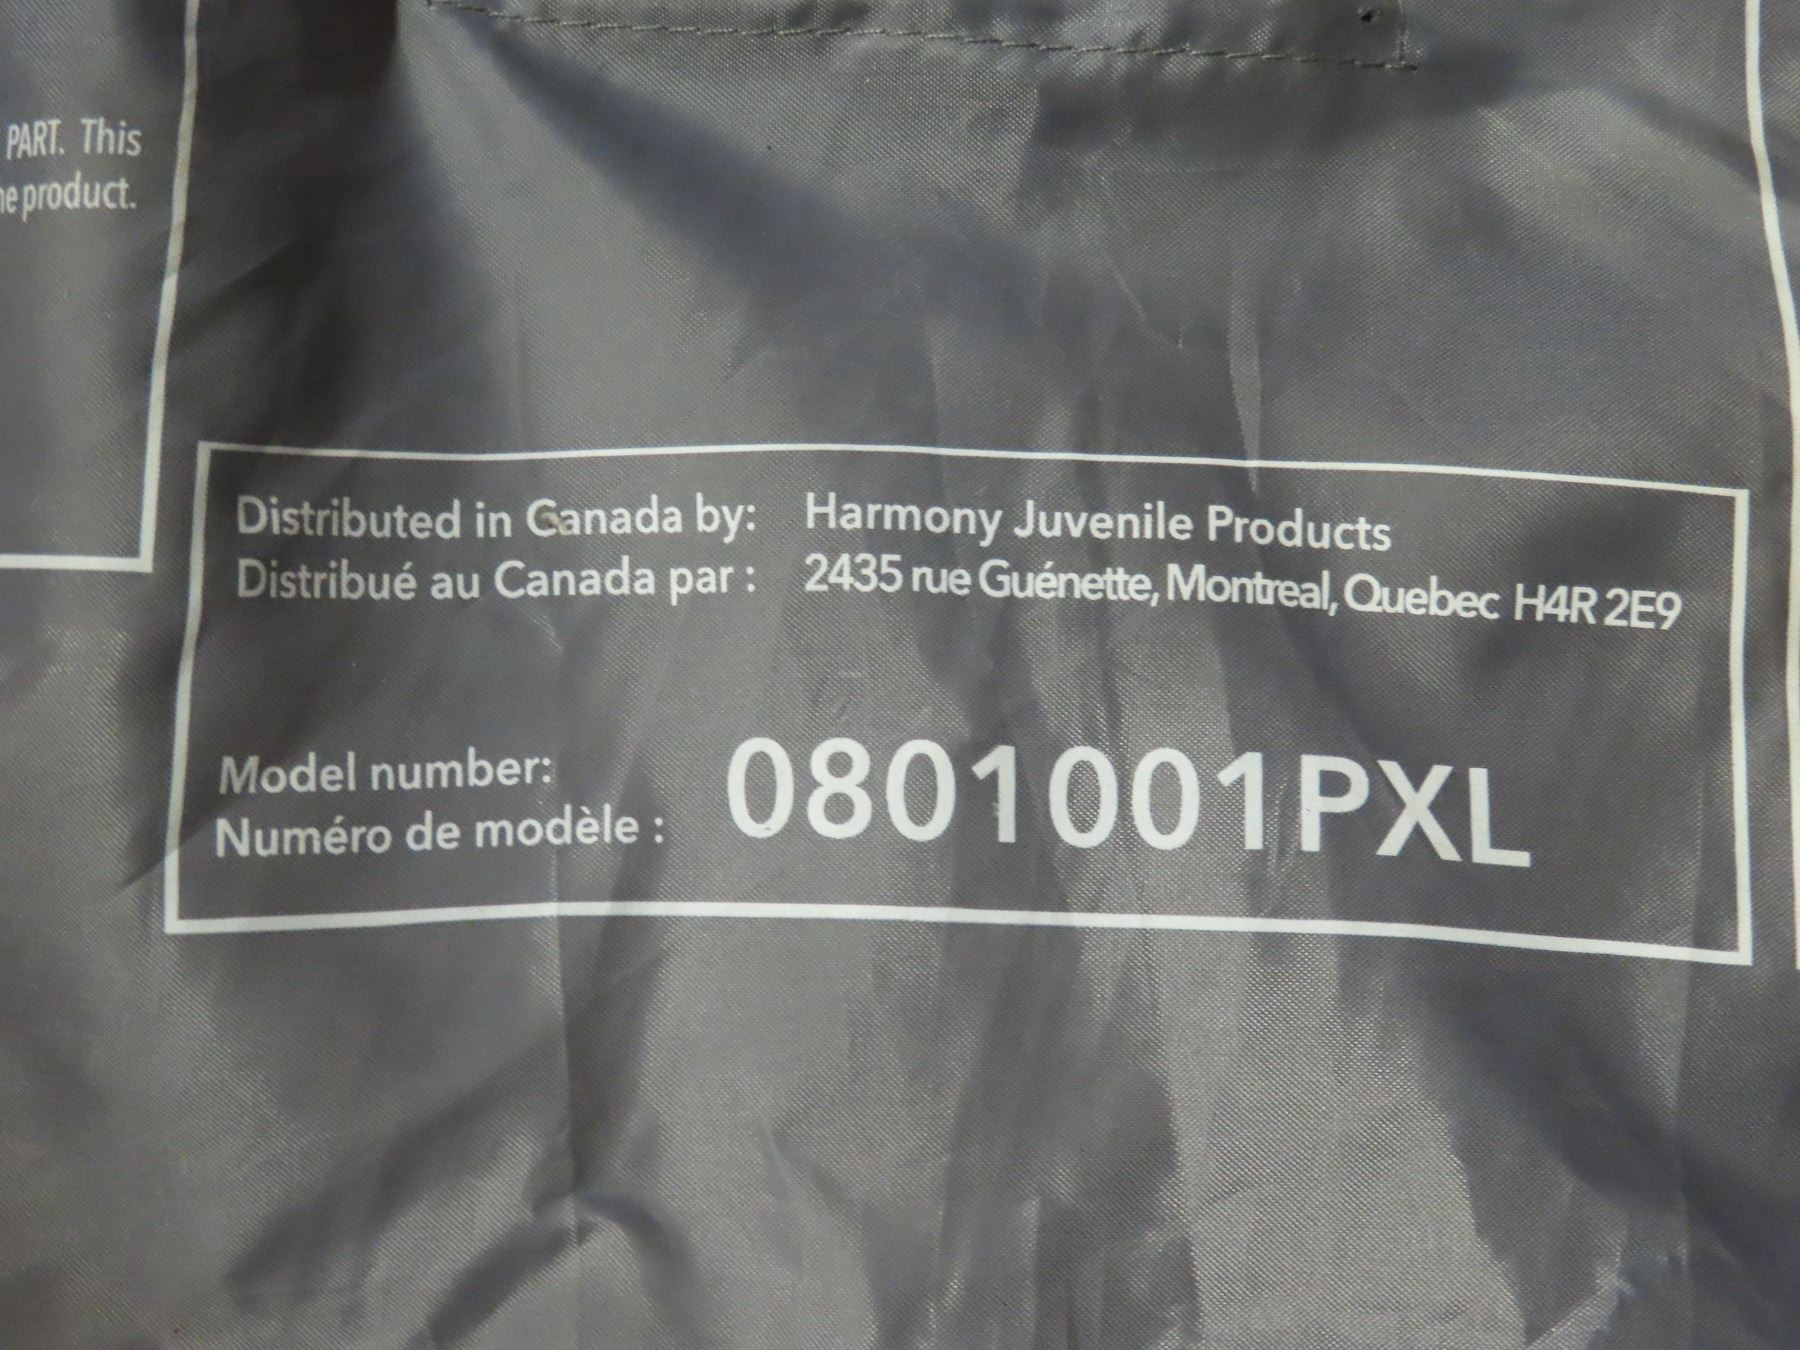 PART. This
product.
Distributed in Canada by: Harmony Juvenile Products
Distribué au Canada par : 2435 rue Guénette, Montreal, Quebec H4R 2E9
Model number:
Numéro de modèle : 0801001PXL